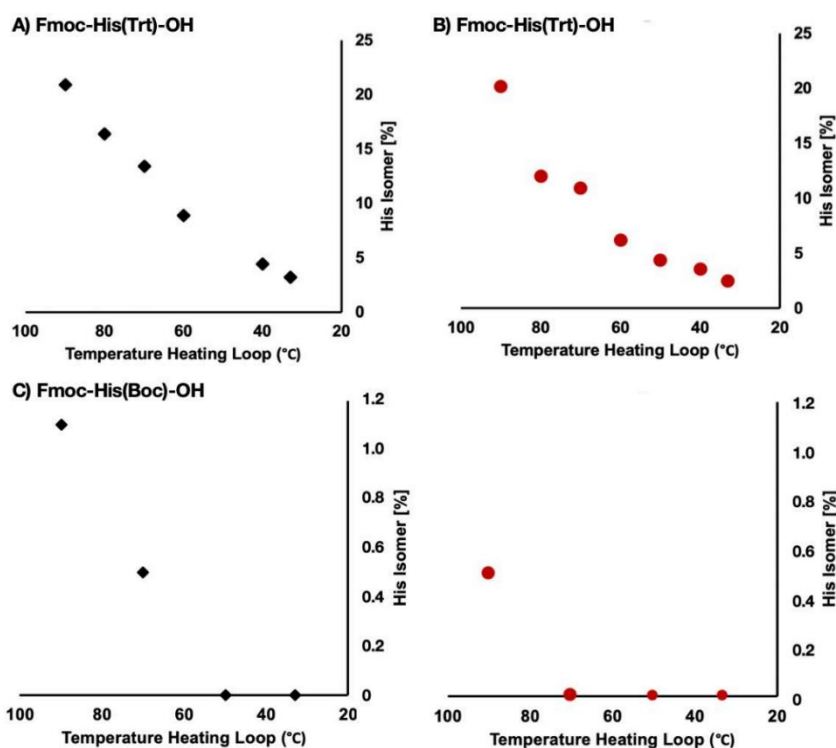 A) Fmoc-His(Trt)-OH
25
20
15
10
5
0
His Isomer [%]
100 80 60 40 20
Temperature Heating Loop (°C)
B) Fmoc-His(Trt)-OH
25
20
15
10
5
0
His Isomer [%]
100 80 60 40 20
Temperature Heating Loop (°C)
C) Fmoc-His(Boc)-OH
1.2
1.0
0.8
0.6
0.4
0.2
0
His Isomer [%]
100 80 60 40 20
Temperature Heating Loop (°C)
1.2
1.0
0.8
0.6
0.4
0.2
0
His Isomer [%]
100 80 60 40 20
Temperature Heating Loop (°C)